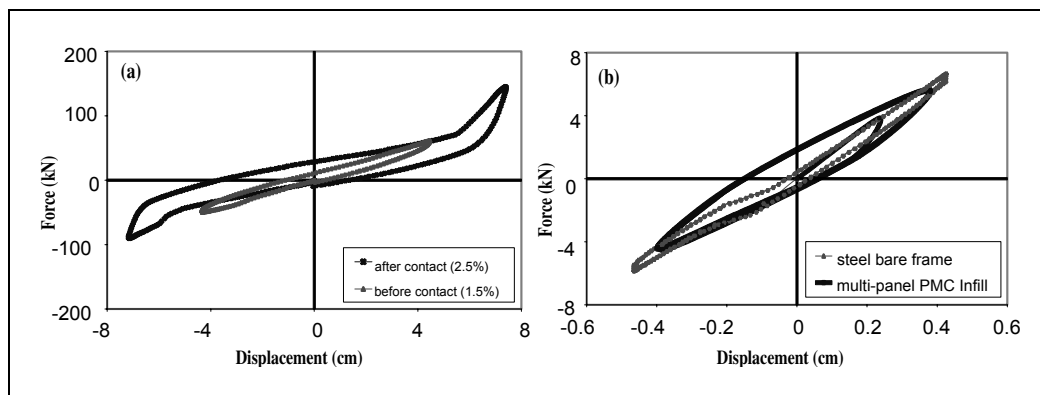 (a)
200
100
0
-100
-200
-8
-4
0
4
8
Force (kN)
Displacement (cm)
after contact (2.5%)
before contact (1.5%)
(b)
8
4
0
-4
-8
-0.6
-0.4
-0.2
0
0.2
0.4
0.6
Force (kN)
Displacement (cm)
steel bare frame
multi-panel PMC Infill